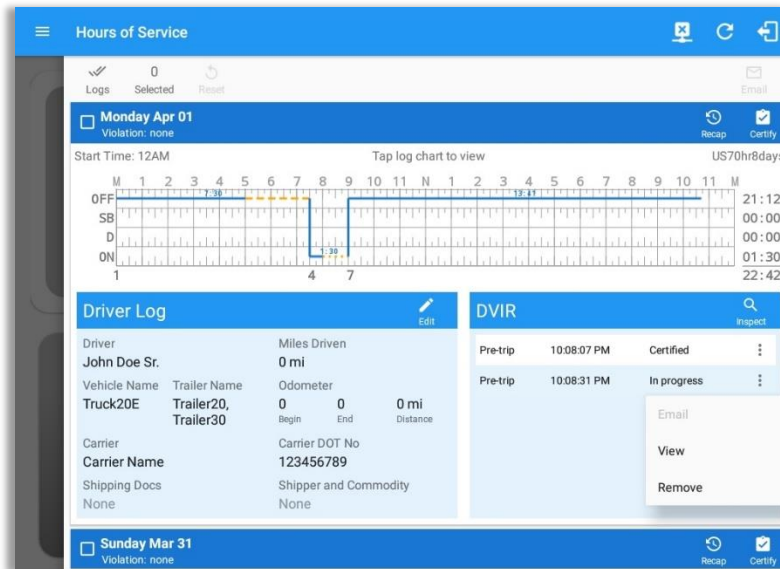 Hours of Service
Logs
0
Selected
Reset
Email
Monday Apr 01
Violation: none
Recap
Certify
Start Time: 12AM
Tap log chart to view
US70hr8days
M 1 2 3 4 5 6 7 8 9 10 11 N 1 2 3 4 5 6 7 8 9 10 11 M
OFF 7:30 13:41 21:12
SB 00:00
D 00:00
ON 1:30 01:30
1 4 7 22:42
Driver Log
Edit
Driver
John Doe Sr.
Miles Driven
0 mi
Vehicle Name
Truck20E
Trailer Name
Trailer20,
Trailer30
Odometer
0 0 0 mi
Begin End Distance
Carrier
Carrier Name
Carrier DOT No
123456789
Shipping Docs
None
Shipper and Commodity
None
DVIR
Inspect
Pre-trip 10:08:07 PM Certified
Pre-trip 10:08:31 PM In progress
Email
View
Remove
Sunday Mar 31
Violation: none
Recap
Certify